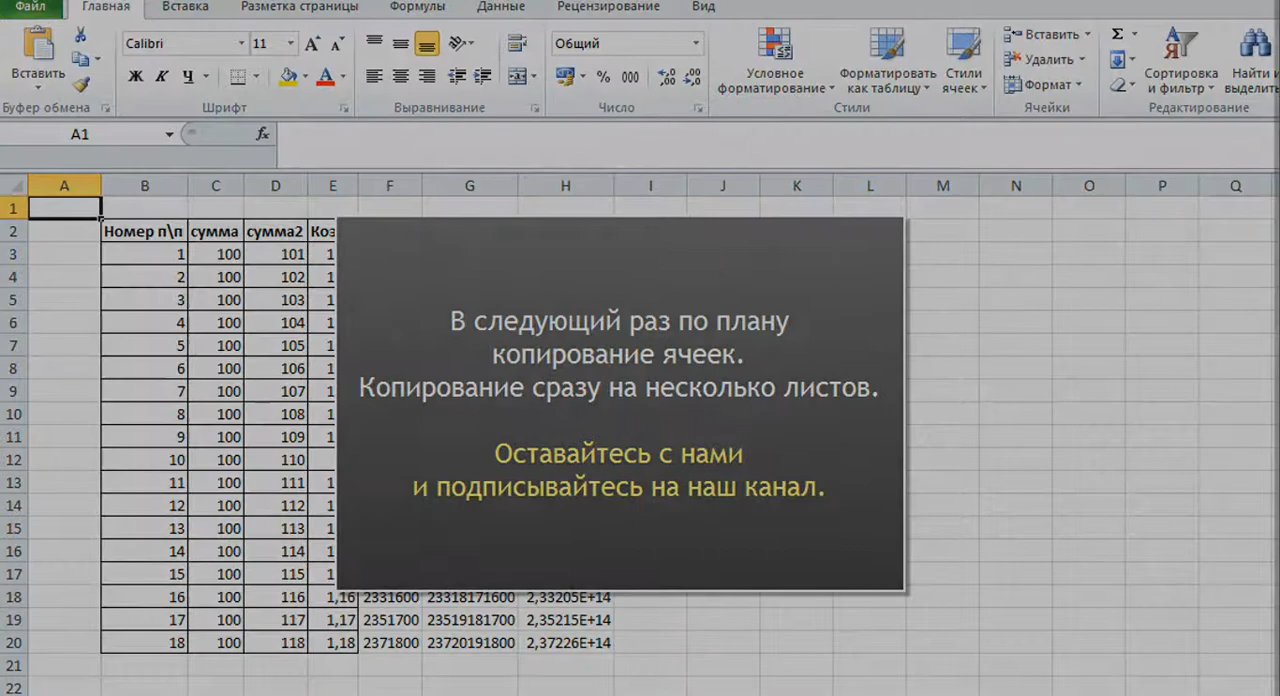 Файл Главная Вставка Разметка страницы Формулы Данные Рецензирование Вид
Calibri 11 Общий Вставить Σ
Вставить Условное Форматировать Стили Удалить Сортировка Найти и
Ж К Ч % 000 ,00 ,00 форматирование как таблицу ячеек Формат и фильтр выделить
Буфер обмена Шрифт Выравнивание Число Стили Ячейки Редактирование
A1 fx
A B C D E F G H I J K L M N O P Q
1
2 Номер п\п сумма сумма2
3 1 100 101 1
4 2 100 102 1
5 3 100 103 1
6 4 100 104 1
7 5 100 105 1
8 6 100 106 1
9 7 100 107 1
10 8 100 108 1
11 9 100 109 1
12 10 100 110
13 11 100 111 1
14 12 100 112 1
15 13 100 113 1
16 14 100 114 1
17 15 100 115 1
18 16 100 116 1,16 2331600 23318171600 2,33205E+14
19 17 100 117 1,17 2351700 23519181700 2,35215E+14
20 18 100 118 1,18 2371800 23720191800 2,37226E+14
21
22
В следующий раз по плану
копирование ячеек.
Копирование сразу на несколько листов.
Оставайтесь с нами
и подписывайтесь на наш канал.